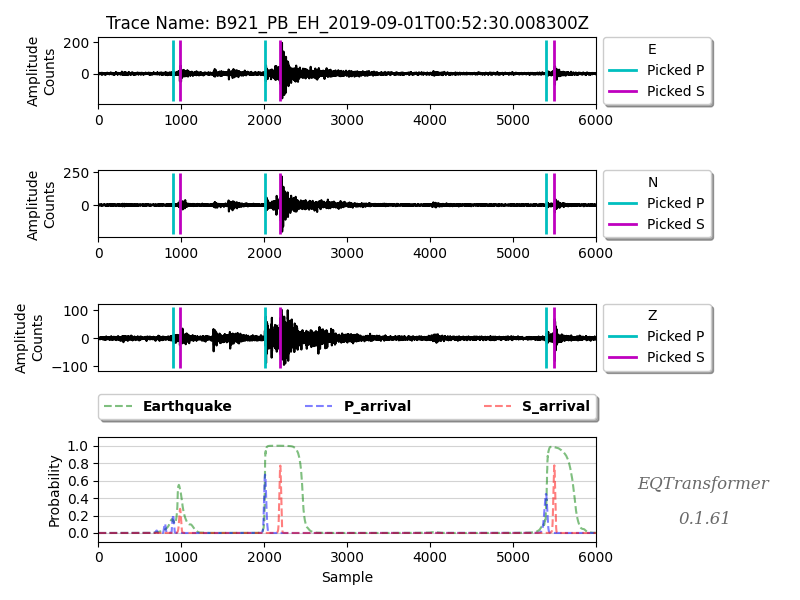 Trace Name: B921_PB_EH_2019-09-01T00:52:30.008300Z
Amplitude
Counts
200
0
0 1000 2000 3000 4000 5000 6000
E
Picked P
Picked S
Amplitude
Counts
250
0
0 1000 2000 3000 4000 5000 6000
N
Picked P
Picked S
Amplitude
Counts
100
0
−100
0 1000 2000 3000 4000 5000 6000
Z
Picked P
Picked S
Earthquake P_arrival S_arrival
Probability
1.0
0.8
0.6
0.4
0.2
0.0
0 1000 2000 3000 4000 5000 6000
Sample
EQTransformer
0.1.61